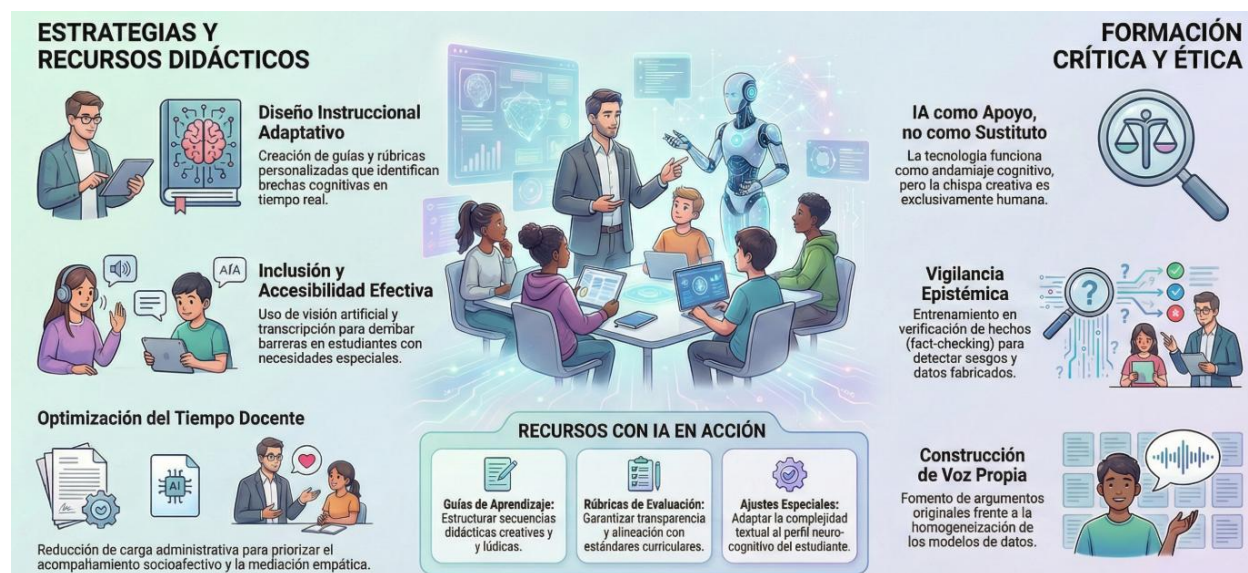 ESTRATEGIAS Y
RECURSOS DIDÁCTICOS
Diseño Instruccional
Adaptativo
Creación de guías y rúbricas
personalizadas que identifican
brechas cognitivas en
tiempo real.
Inclusión y
Accesibilidad Efectiva
Uso de visión artificial y
transcripción para derribar
barreras en estudiantes con
necesidades especiales.
AíA
Optimización del Tiempo Docente
AI
Reducción de carga administrativa para priorizar el
acompañamiento socioafectivo y la mediación empática.
RECURSOS CON IA EN ACCIÓN
Guías de Aprendizaje:
Estructurar secuencias
didácticas creativas y
y lúdicas.
Rúbricas de Evaluación:
Garantizar transparencia
y alineación con
estándares curriculares.
Ajustes Especiales:
Adaptar la complejidad
textual al perfil neuro-
cognitivo del estudiante.
FORMACIÓN
CRÍTICA Y ÉTICA
IA como Apoyo,
no como Sustituto
La tecnología funciona
como andamiaje cognitivo,
pero la chispa creativa es
exclusivamente humana.
Vigilancia
Epistémica
Entrenamiento en
verificación de hechos
(fact-checking) para
detectar sesgos y
datos fabricados.
? ? ? ? ?
Construcción
de Voz Propia
Fomento de argumentos
originales frente a la
homogeneización de
los modelos de datos.